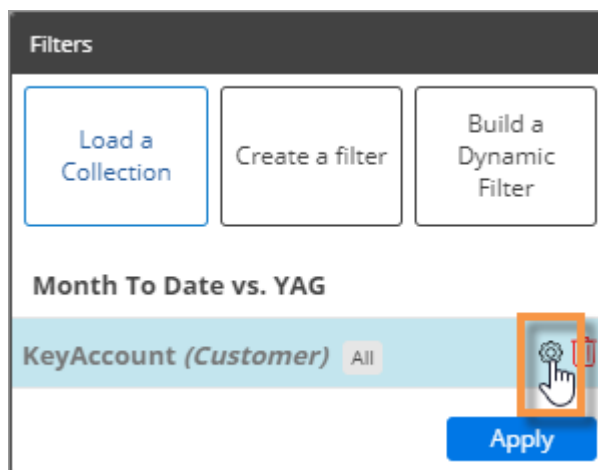 Filters
Load a
Collection
Create a filter
Build a
Dynamic
Filter
Month To Date vs. YAG
KeyAccount (Customer) All
Apply